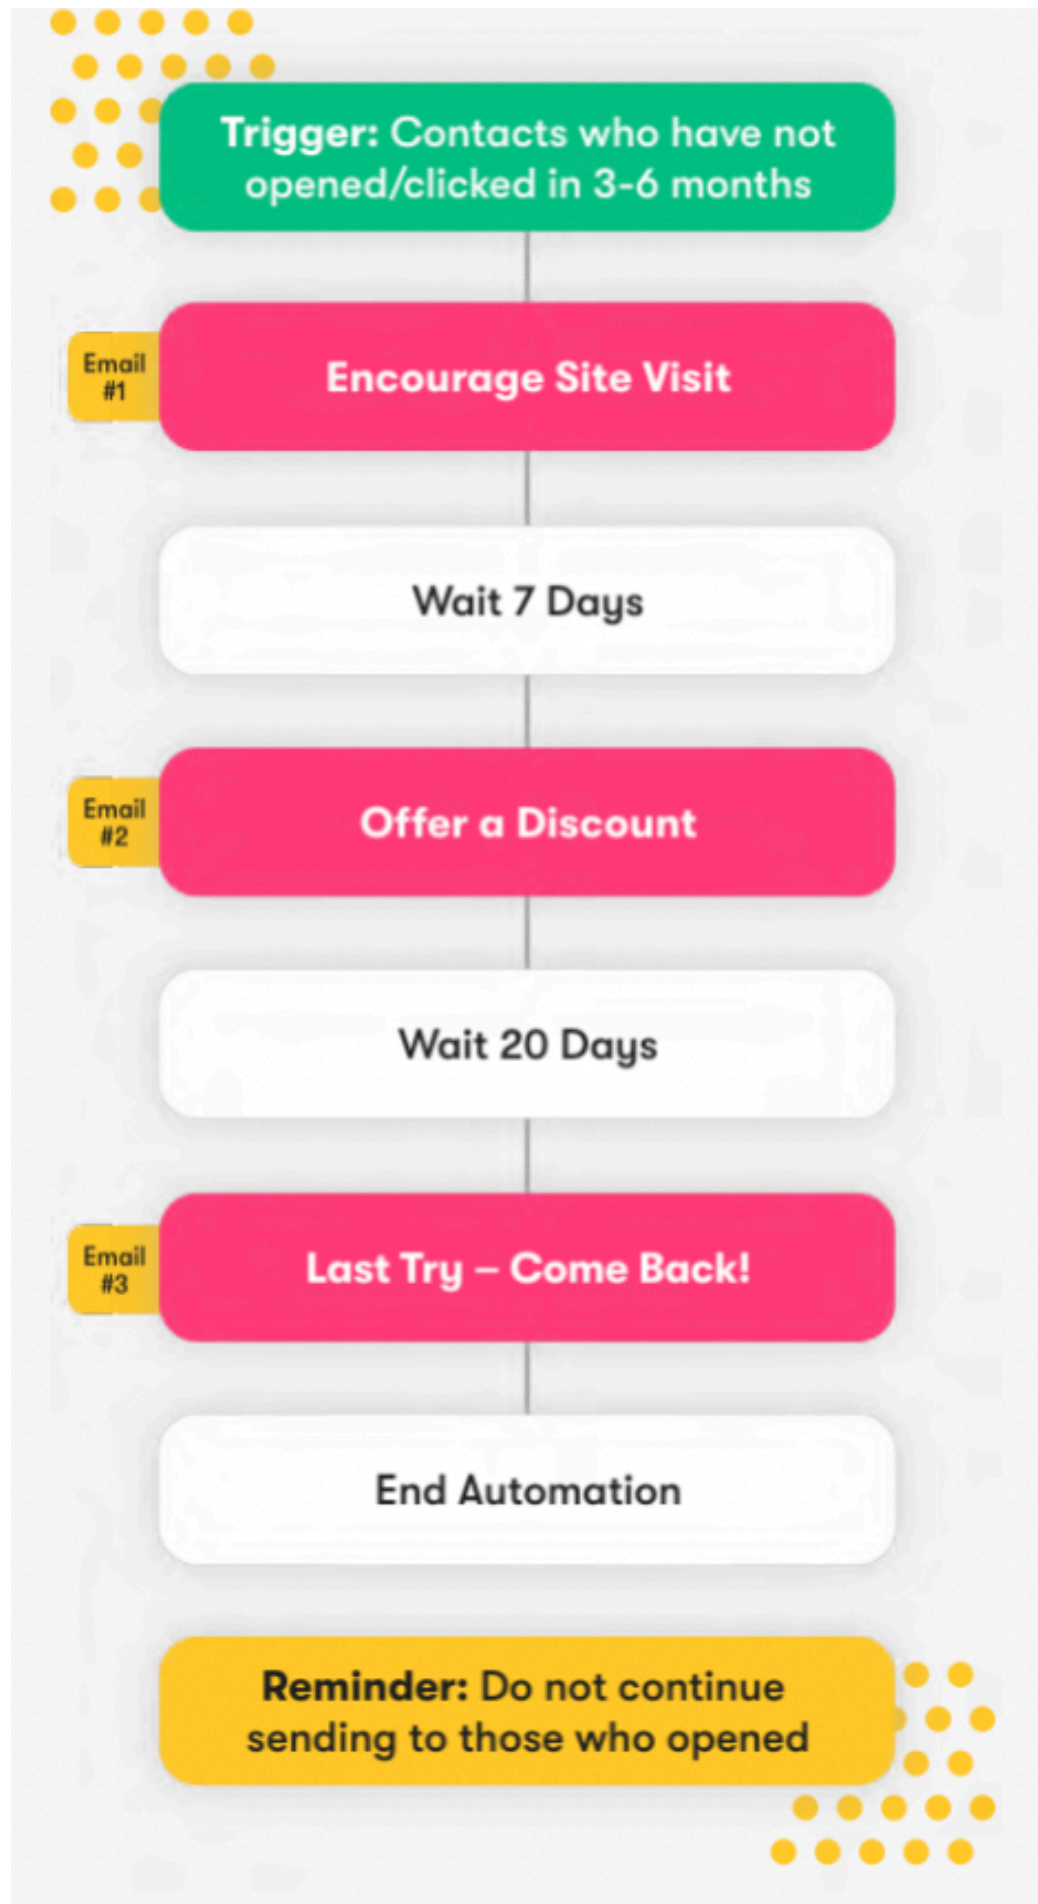 Trigger: Contacts who have not
opened/clicked in 3-6 months
Email
#1
Encourage Site Visit
Wait 7 Days
Email
#2
Offer a Discount
Wait 20 Days
Email
#3
Last Try – Come Back!
End Automation
Reminder: Do not continue
sending to those who opened